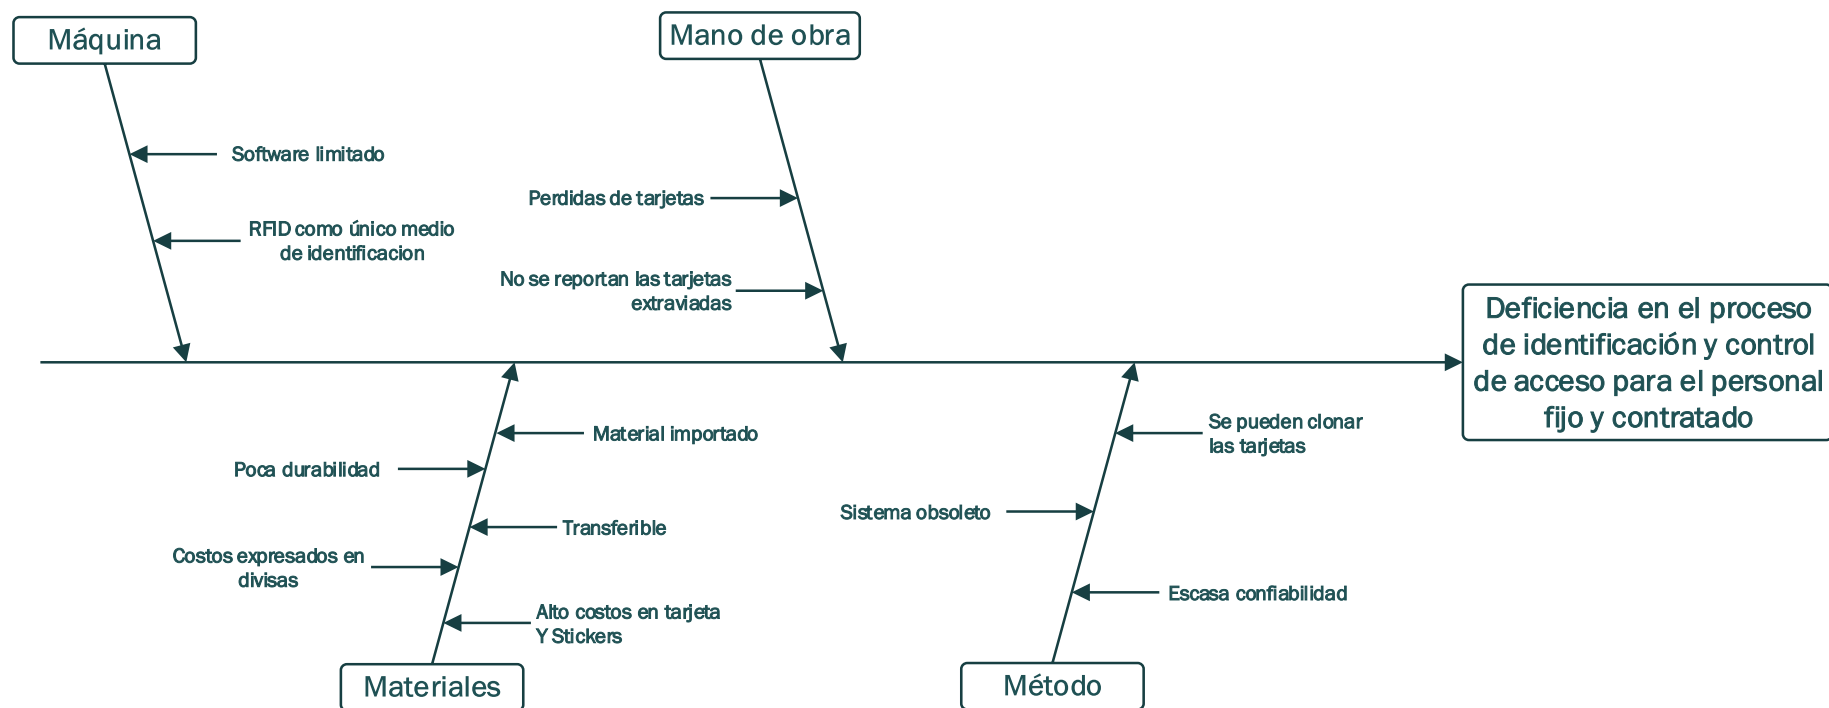 Máquina
Mano de obra
Software limitado
Perdidas de tarjetas
RFID como único medio
de identificacion
No se reportan las tarjetas
extraviadas
Deficiencia en el proceso
de identificación y control
de acceso para el personal
fijo y contratado
Material importado
Se pueden clonar
las tarjetas
Poca durabilidad
Sistema obsoleto
Transferible
Costos expresados en
divisas
Escasa confiabilidad
Alto costos en tarjeta
Y Stickers
Materiales
Método